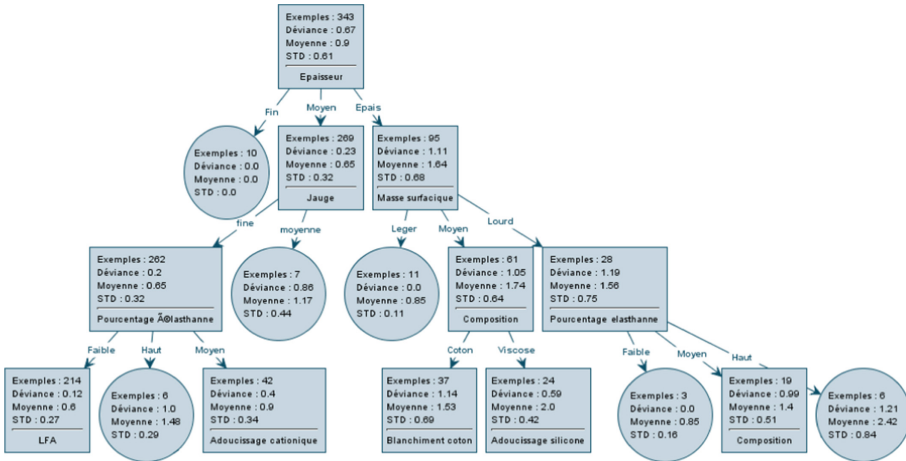 Exemples : 343
Déviance : 0.67
Moyenne : 0.9
STD : 0.61
Epaisseur
Fin
Moyen
Epais
Exemples : 10
Déviance : 0.0
Moyenne : 0.0
STD : 0.0
Exemples : 269
Déviance : 0.23
Moyenne : 0.65
STD : 0.32
Jauge
Exemples : 95
Déviance : 1.11
Moyenne : 1.64
STD : 0.68
Masse surfacique
fine
moyenne
Leger
Moyen
Lourd
Exemples : 262
Déviance : 0.2
Moyenne : 0.65
STD : 0.32
Pourcentage Ã©lasthanne
Exemples : 7
Déviance : 0.86
Moyenne : 1.17
STD : 0.44
Exemples : 11
Déviance : 0.0
Moyenne : 0.85
STD : 0.11
Exemples : 61
Déviance : 1.05
Moyenne : 1.74
STD : 0.64
Composition
Exemples : 28
Déviance : 1.19
Moyenne : 1.56
STD : 0.75
Pourcentage elasthanne
Faible
Haut
Moyen
Coton
Viscose
Faible
Moyen
Haut
Exemples : 214
Déviance : 0.12
Moyenne : 0.6
STD : 0.27
LFA
Exemples : 6
Déviance : 1.0
Moyenne : 1.48
STD : 0.29
Exemples : 42
Déviance : 0.4
Moyenne : 0.9
STD : 0.34
Adoucissage cationique
Exemples : 37
Déviance : 1.14
Moyenne : 1.53
STD : 0.69
Blanchiment coton
Exemples : 24
Déviance : 0.59
Moyenne : 2.0
STD : 0.42
Adoucissage silicone
Exemples : 3
Déviance : 0.0
Moyenne : 0.85
STD : 0.16
Exemples : 19
Déviance : 0.99
Moyenne : 1.4
STD : 0.51
Composition
Exemples : 6
Déviance : 1.21
Moyenne : 2.42
STD : 0.84